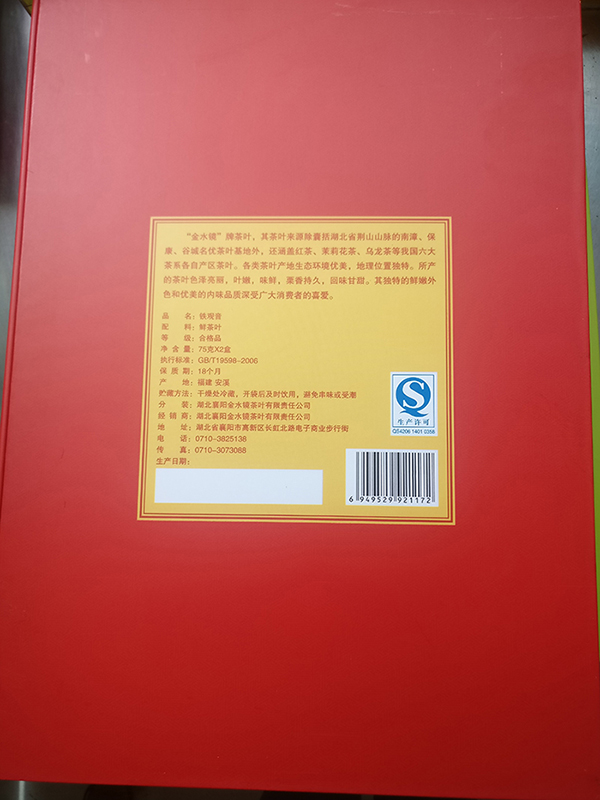 “金水镜”牌茶叶，其茶叶来源除囊括湖北省荆山山脉的南漳、保
康、谷城名优茶叶基地外，还涵盖红茶、茉莉花茶、乌龙茶等我国六大
茶系各自产区茶叶。各类茶叶产地生态环境优美，地理位置独特。所产
的茶叶色泽亮丽，叶嫩，味鲜，栗香持久，回味甘甜。其独特的鲜嫩外
色和优美的内味品质深受广大消费者的喜爱。
品名：铁观音
配料：鲜茶叶
等级：合格品
净含量：75克X2盒
执行标准：GB/T19598-2006
保质期：18个月
产地：福建 安溪
贮藏方法：干燥处冷藏，开袋后及时饮用，避免串味或受潮
分装：湖北襄阳金水镜茶叶有限责任公司
经销商：湖北襄阳金水镜茶叶有限责任公司
地址：湖北省襄阳市高新区长虹北路电子商业步行街
电话：0710-3825138
传真：0710-3073088
生产日期：
生产许可
QS4206 1401 0358
6 949529 921172